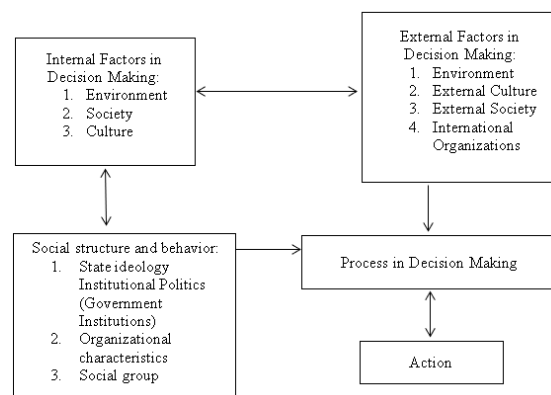 Internal Factors in
Decision Making:
1. Environment
2. Society
3. Culture
External Factors in
Decision Making:
1. Environment
2. External Culture
3. External Society
4. International
Organizations
Social structure and behavior:
1. State ideology
Institutional Politics
(Government
Institutions)
2. Organizational
characteristics
3. Social group
Process in Decision Making
Action